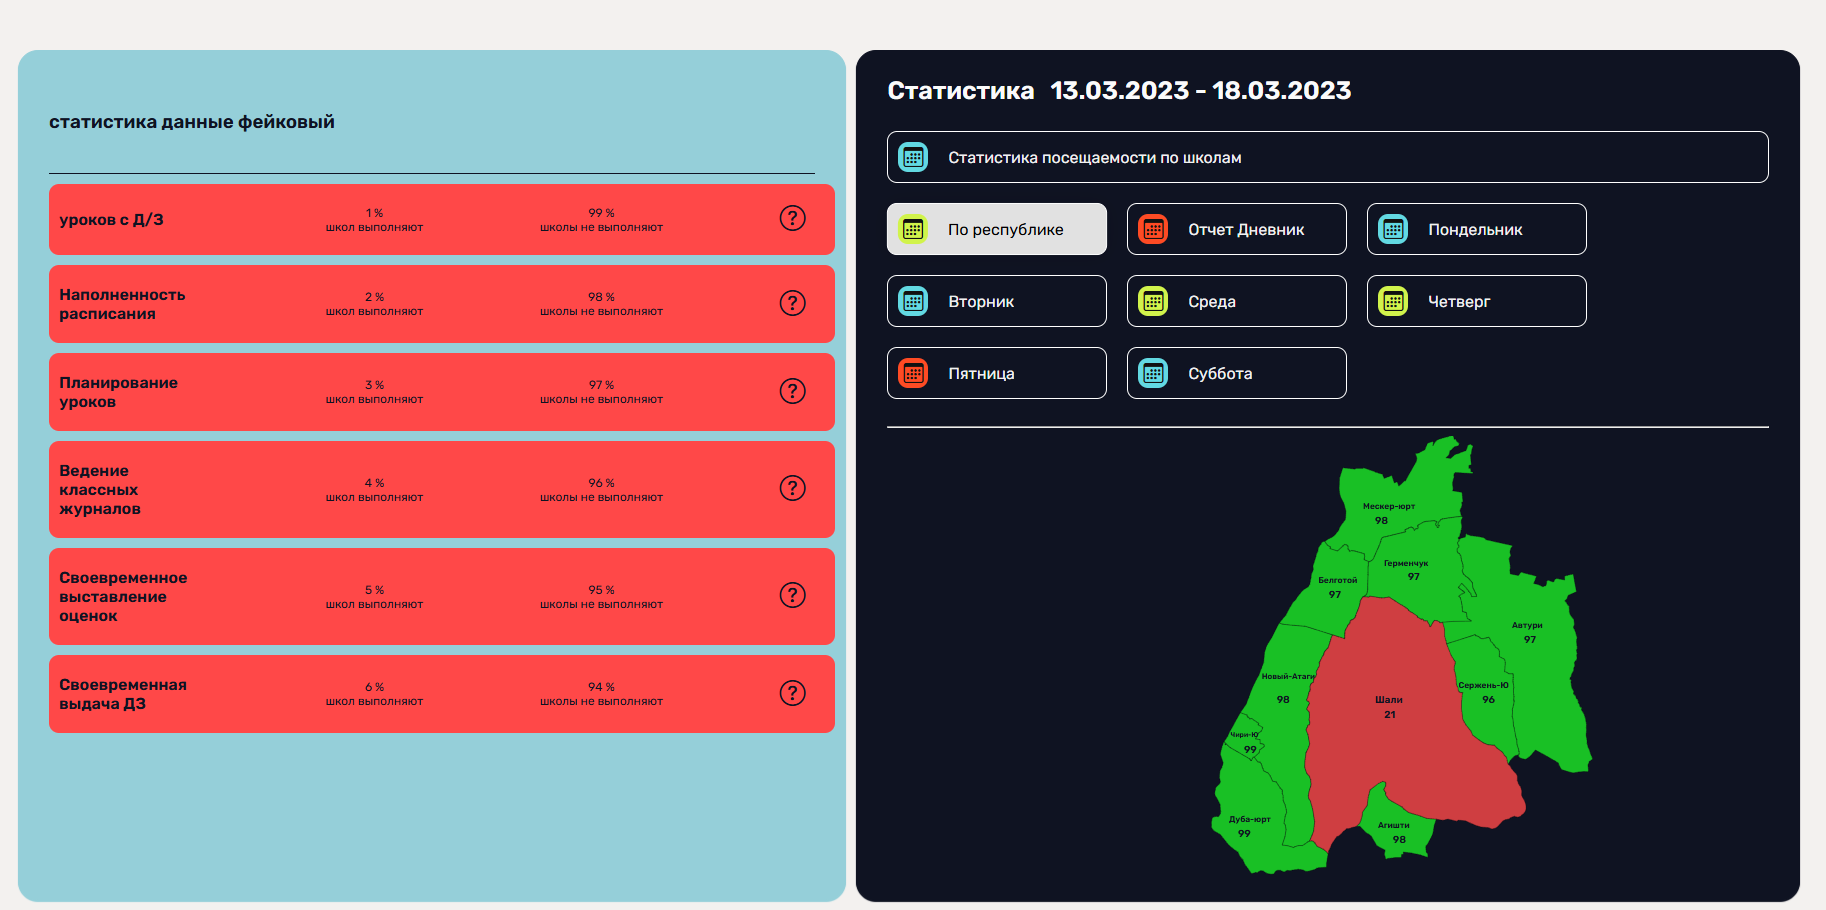 статистика данные фейковый
уроков с Д/З
1 %
школ выполняют
99 %
школы не выполняют
?
Наполненность
расписания
2 %
школ выполняют
98 %
школы не выполняют
?
Планирование
уроков
3 %
школ выполняют
97 %
школы не выполняют
?
Ведение
классных
журналов
4 %
школ выполняют
96 %
школы не выполняют
?
Своевременное
выставление
оценок
5 %
школ выполняют
95 %
школы не выполняют
?
Своевременная
выдача ДЗ
6 %
школ выполняют
94 %
школы не выполняют
?
Статистика 13.03.2023 - 18.03.2023
Статистика посещаемости по школам
По республике
Отчет Дневник
Пондельник
Вторник
Среда
Четверг
Пятница
Суббота
Мескер-юрт
98
Герменчук
97
Белготой
97
Автури
97
Новый-Атаги
98
Сержень-Ю
96
Шали
21
Чири-Ю
99
Дуба-юрт
99
Агишти
98